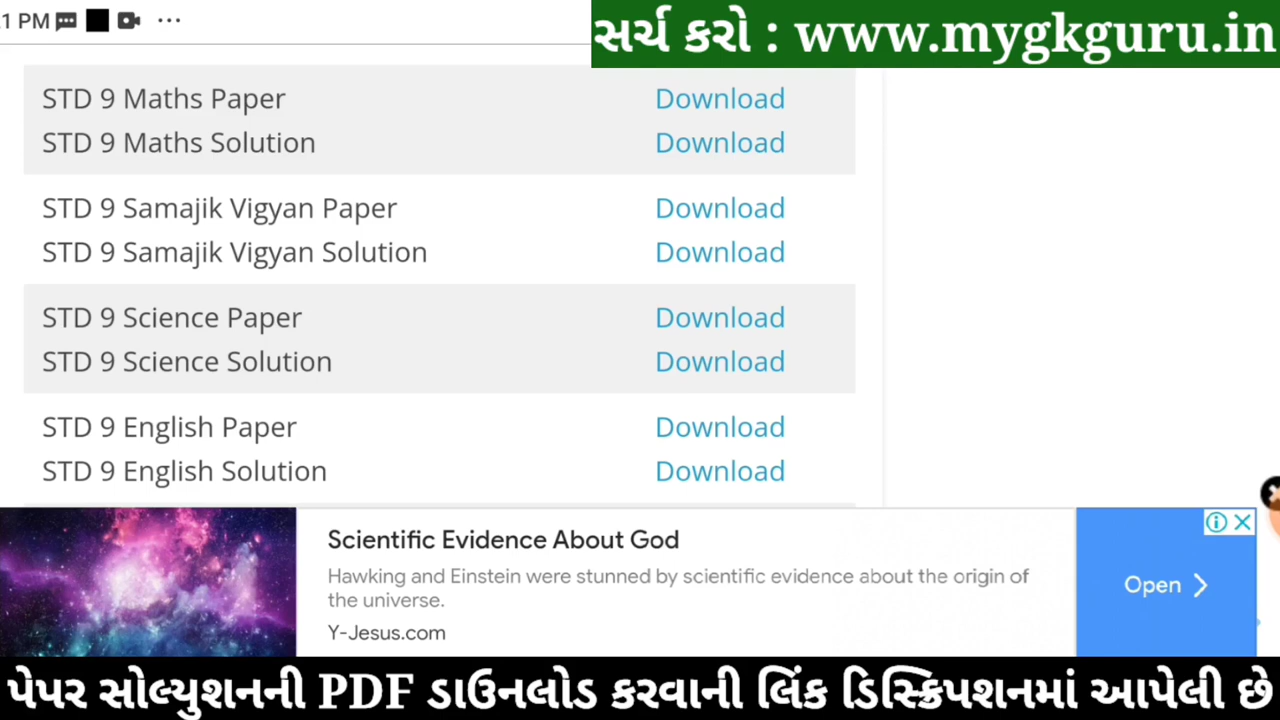 1 PM
સર્ચ કરો : www.mygkguru.in
STD 9 Maths Paper Download
STD 9 Maths Solution Download
STD 9 Samajik Vigyan Paper Download
STD 9 Samajik Vigyan Solution Download
STD 9 Science Paper Download
STD 9 Science Solution Download
STD 9 English Paper Download
STD 9 English Solution Download
Scientific Evidence About God
Hawking and Einstein were stunned by scientific evidence about the origin of
the universe.
Y-Jesus.com
Open
પેપર સોલ્યુશનની PDF ડાઉનલોડ કરવાની લિંક ડિસ્ક્રિપશનમાં આપેલી છે